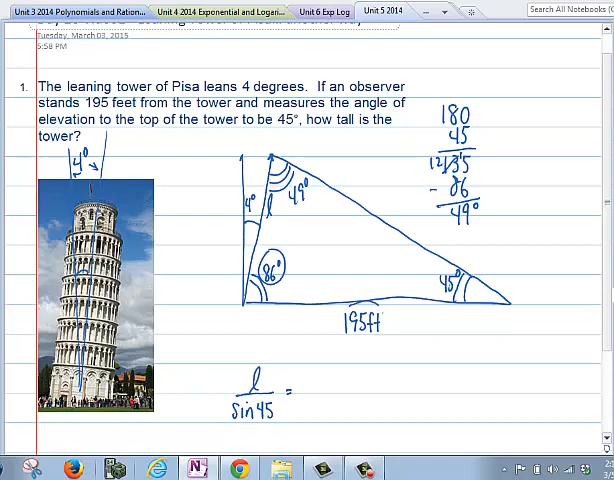 Unit 3 2014 Polynomials and Ration...
Unit 4 2014 Exponential and Logari...
Unit 6 Exp Log
Unit 5 2014
Search All Notebooks (
Tuesday, March 03, 2015
5:58 PM
1. The leaning tower of Pisa leans 4 degrees. If an observer
stands 195 feet from the tower and measures the angle of
elevation to the top of the tower to be 45°, how tall is the
tower?
4°
180
45
135
12 1
- 86
49°
4°
l
49°
86°
45°
195ft
l
sin 45
=